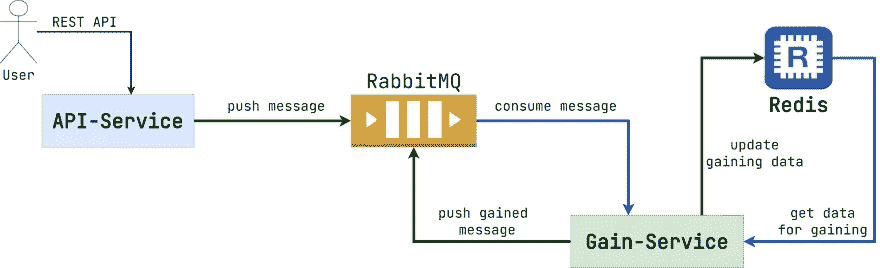 REST API
User
API-Service
push message
RabbitMQ
consume message
push gained
message
Gain-Service
update
gaining data
R
Redis
get data
for gaining